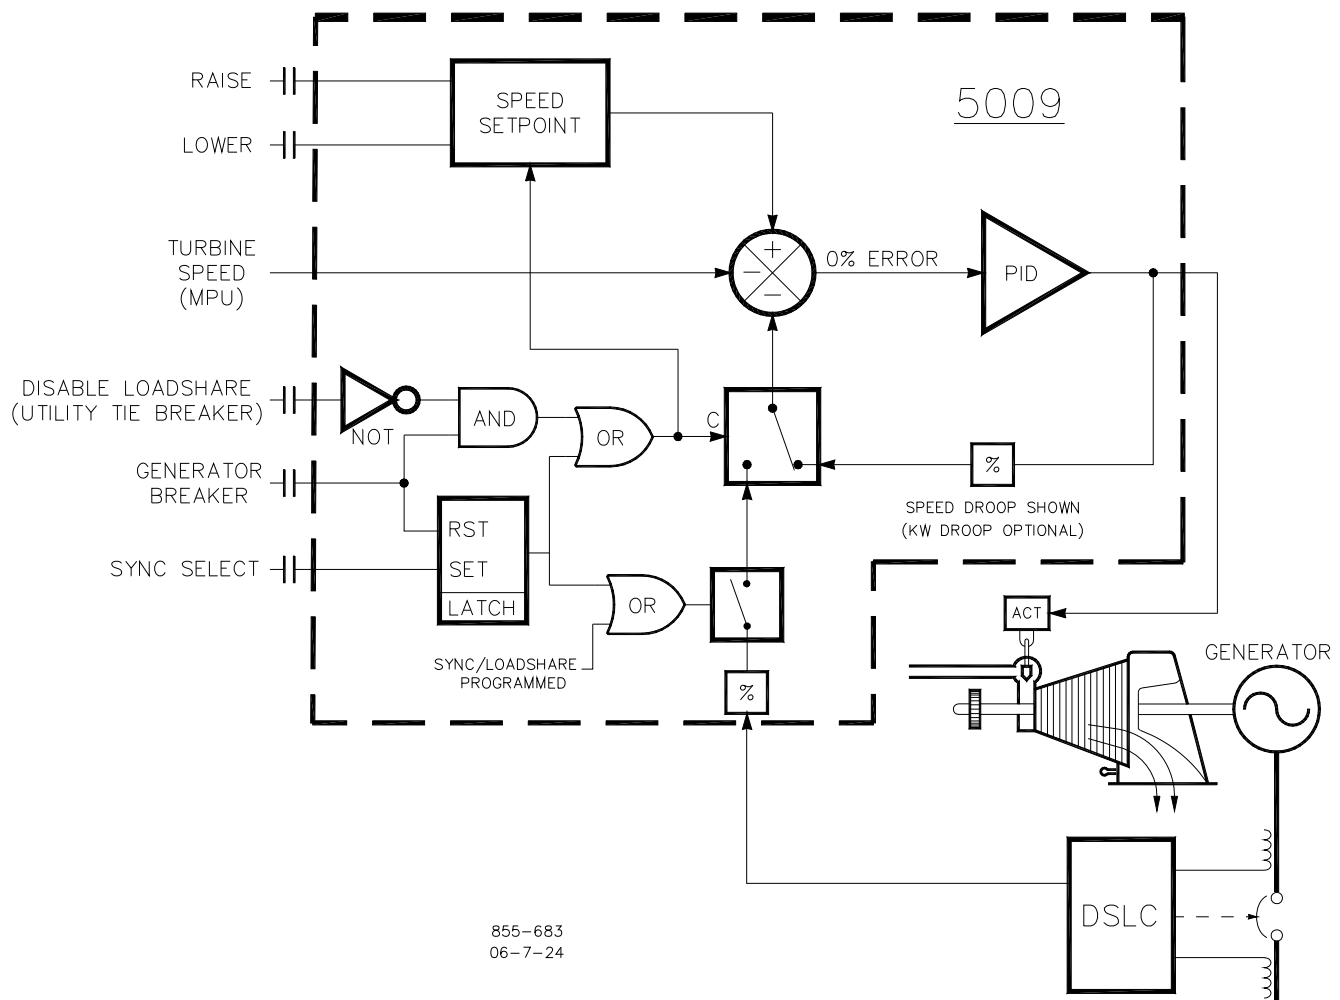 RAISE
LOWER
SPEED
SETPOINT
5009
TURBINE
SPEED
(MPU)
+
−
−
0% ERROR
PID
DISABLE LOADSHARE
(UTILITY TIE BREAKER)
NOT
AND
OR
C
GENERATOR
BREAKER
%
SPEED DROOP SHOWN
(KW DROOP OPTIONAL)
RST
SET
LATCH
SYNC SELECT
OR
SYNC/LOADSHARE
PROGRAMMED
%
ACT
GENERATOR
DSLC
855-683
06-7-24